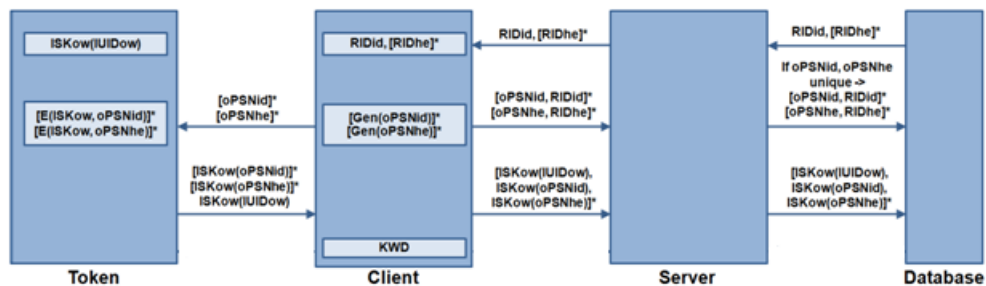 ISKow(IUIDow)
[E(ISKow, oPSNid)]*
[E(ISKow, oPSNhe)]*
Token
[oPSNid]*
[oPSNhe]*
[ISKow(oPSNid)]*
[ISKow(oPSNhe)]*
ISKow(IUIDow)
RIDid, [RIDhe]*
[Gen(oPSNid)]*
[Gen(oPSNhe)]*
KWD
Client
RIDid, [RIDhe]*
[oPSNid, RIDid]*
[oPSNhe, RIDhe]*
[ISKow(IUIDow),
ISKow(oPSNid),
ISKow(oPSNhe)]*
Server
RIDid, [RIDhe]*
If oPSNid, oPSNhe
unique ->
[oPSNid, RIDid]*
[oPSNhe, RIDhe]*
[ISKow(IUIDow),
ISKow(oPSNid),
ISKow(oPSNhe)]*
Database